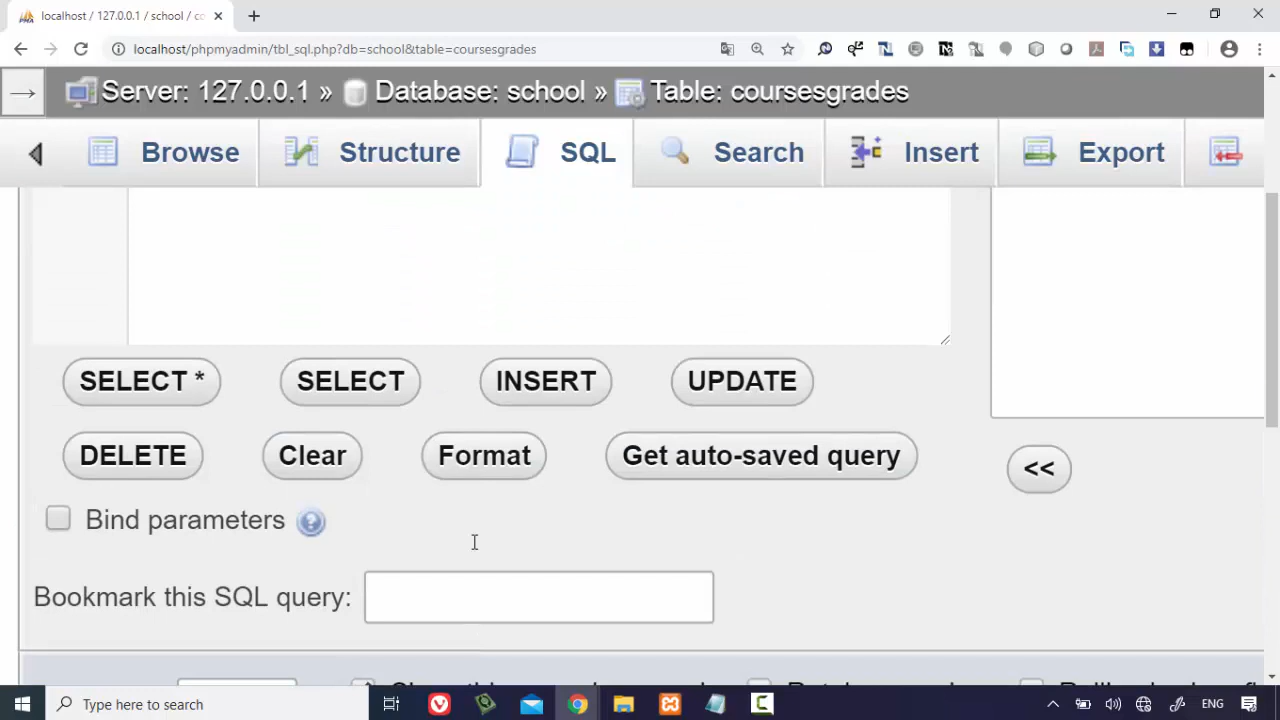 localhost / 127.0.0.1 / school / co
localhost/phpmyadmin/tbl_sql.php?db=school&table=coursesgrades
Server: 127.0.0.1 » Database: school » Table: coursesgrades
Browse Structure SQL Search Insert Export
SELECT * SELECT INSERT UPDATE
DELETE Clear Format Get auto-saved query <<
Bind parameters
Bookmark this SQL query:
Type here to search ENG